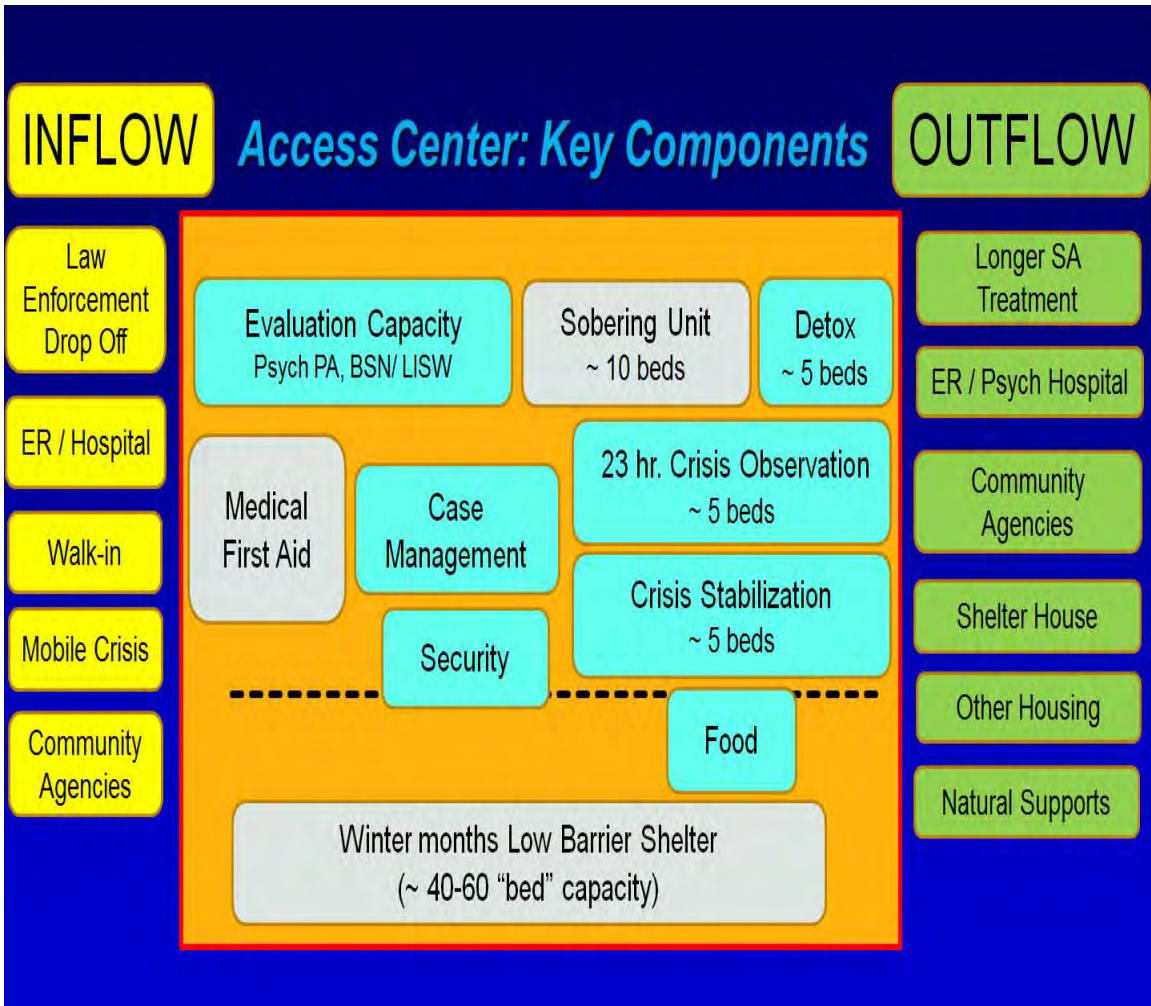 INFLOW
Access Center: Key Components
OUTFLOW
Law
Enforcement
Drop Off
ER / Hospital
Walk-in
Mobile Crisis
Community
Agencies
Evaluation Capacity
Psych PA, BSN/ LISW
Sobering Unit
~ 10 beds
Detox
~ 5 beds
Medical
First Aid
Case
Management
23 hr. Crisis Observation
~ 5 beds
Crisis Stabilization
~ 5 beds
Security
Food
Winter months Low Barrier Shelter
(~ 40-60 “bed” capacity)
Longer SA
Treatment
ER / Psych Hospital
Community
Agencies
Shelter House
Other Housing
Natural Supports